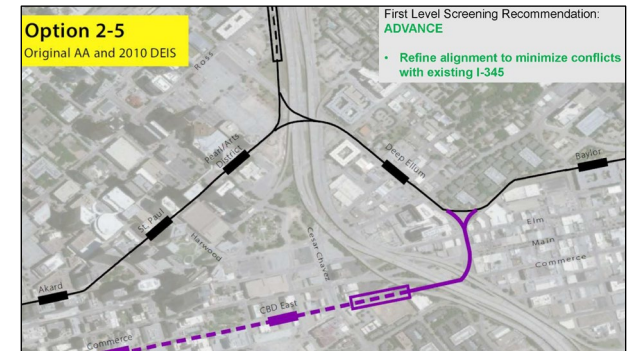 Option 2-5
Original AA and 2010 DEIS
First Level Screening Recommendation:
ADVANCE
• Refine alignment to minimize conflicts
with existing I-345
Ross
Pearl/Arts
District
Deep Ellum
Baylor
St. Paul
Harwood
Cesar Chavez
Elm
Main
Commerce
Akard
CBD East
Commerce